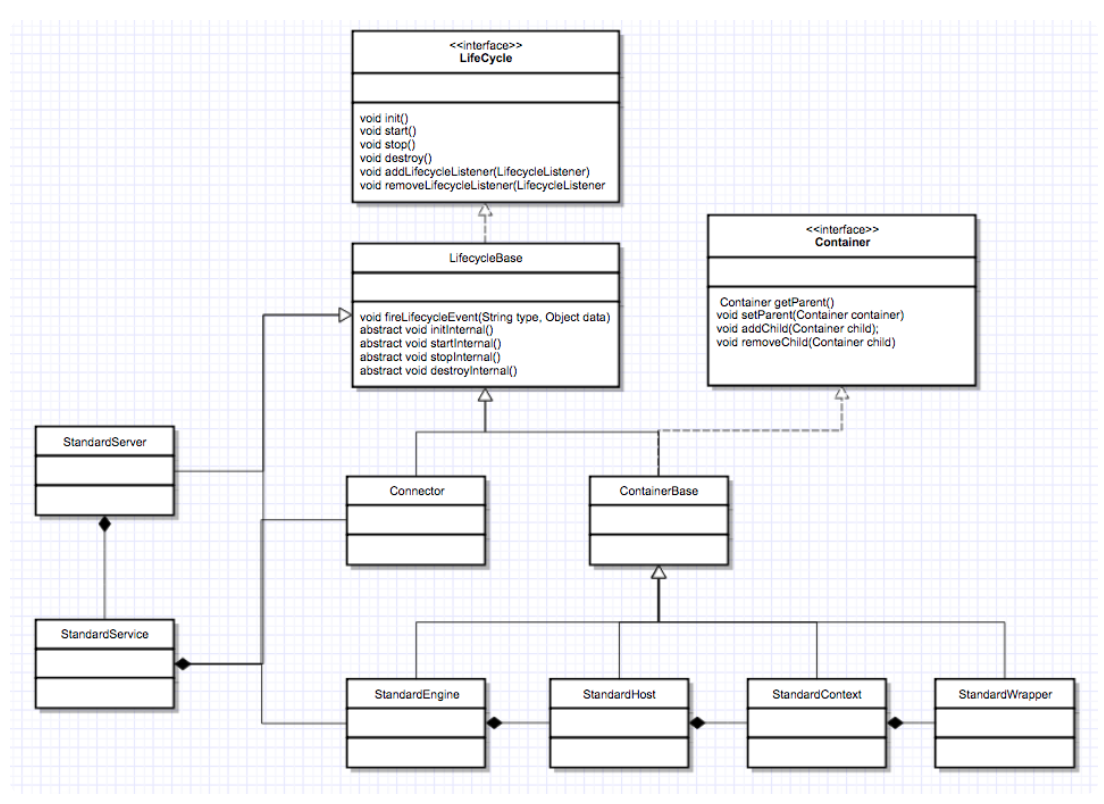 <<interface>>
LifeCycle
void init()
void start()
void stop()
void destroy()
void addLifecycleListener(LifecycleListener)
void removeLifecycleListener(LifecycleListener
<<interface>>
Container
Container getParent()
void setParent(Container container)
void addChild(Container child);
void removeChild(Container child)
LifecycleBase
void fireLifecycleEvent(String type, Object data)
abstract void initInternal()
abstract void startInternal()
abstract void stopInternal()
abstract void destroyInternal()
StandardServer
Connector
ContainerBase
StandardService
StandardEngine
StandardHost
StandardContext
StandardWrapper